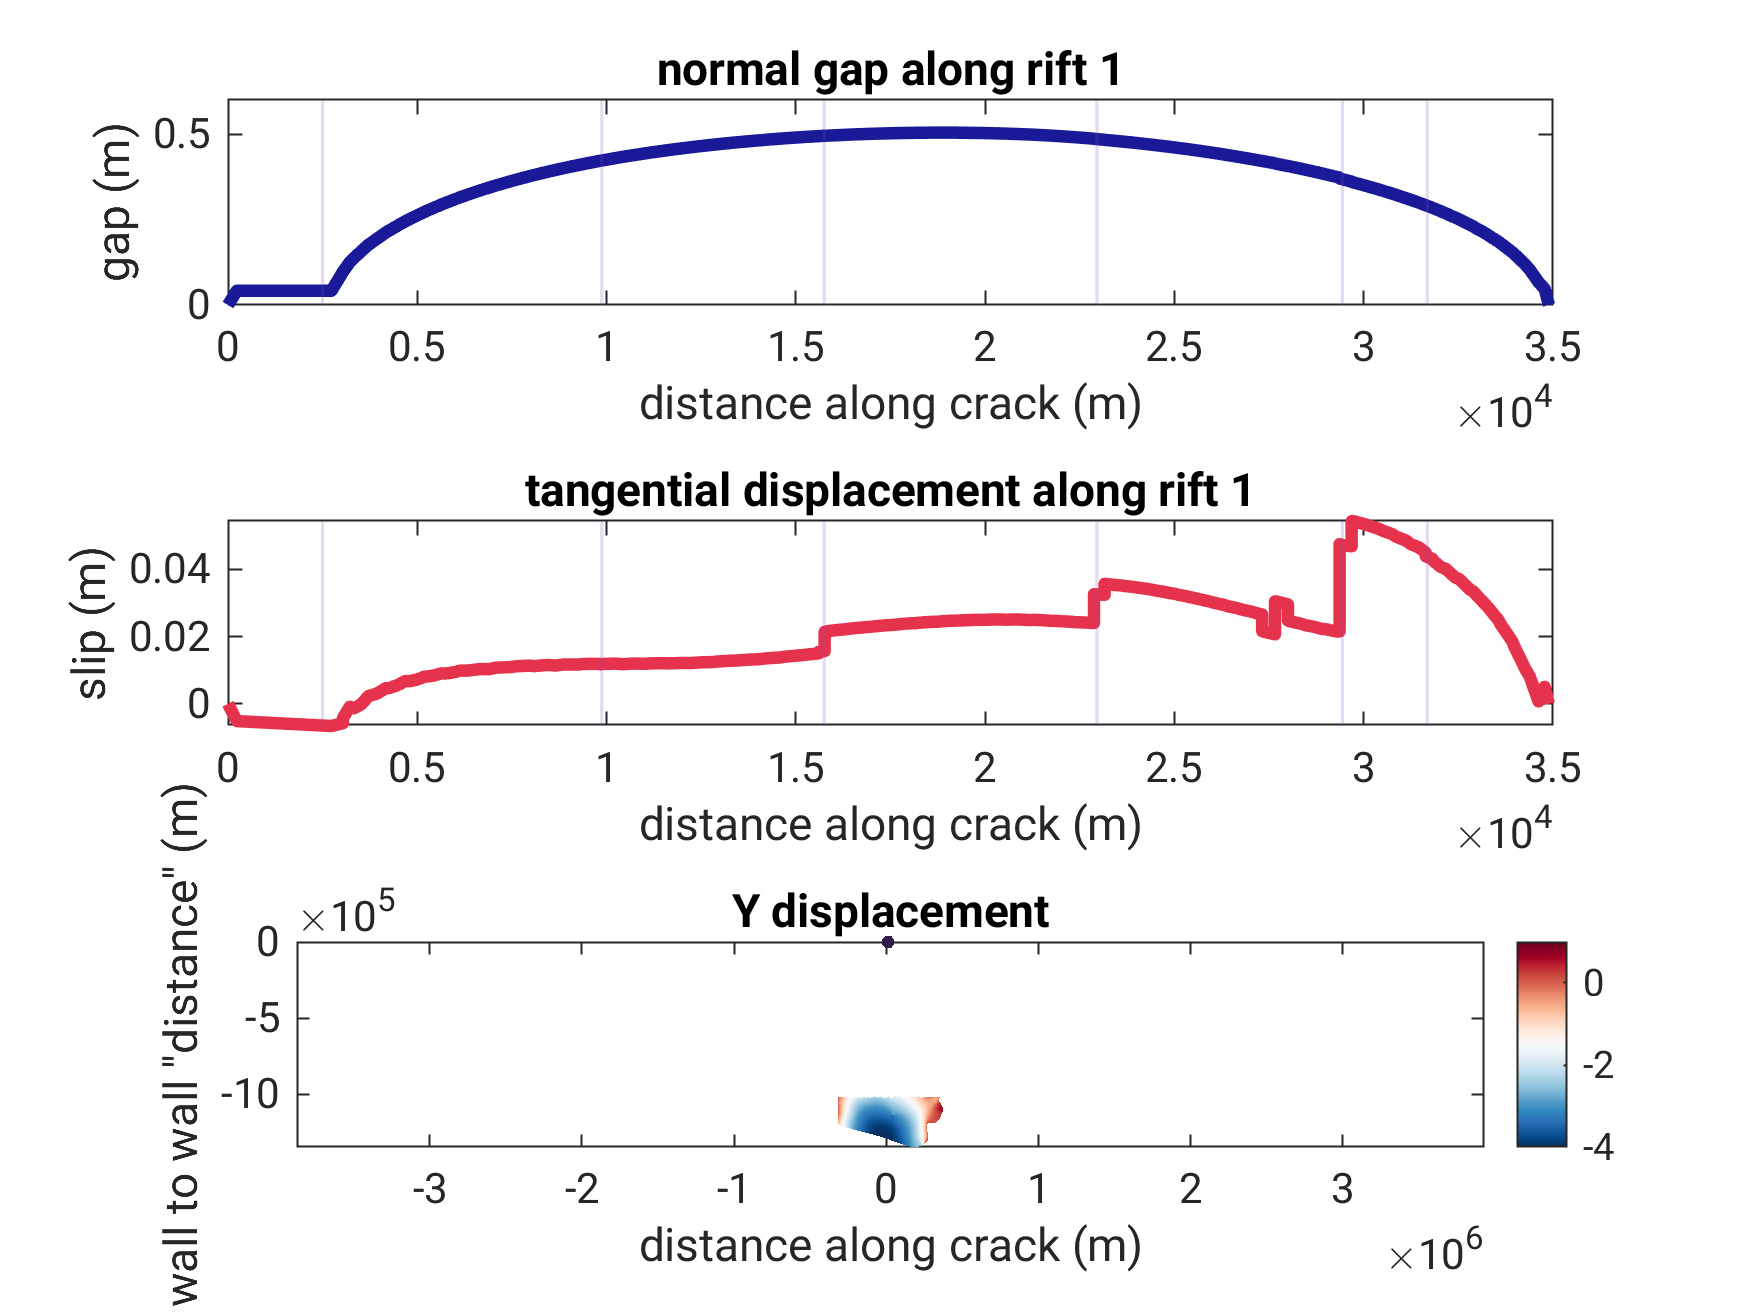 normal gap along rift 1
gap (m)
0.5
0
0 0.5 1 1.5 2 2.5 3 3.5
distance along crack (m)
×10^4
tangential displacement along rift 1
slip (m)
0.04
0.02
0
0 0.5 1 1.5 2 2.5 3 3.5
distance along crack (m)
×10^4
Y displacement
×10^5
wall to wall "distance" (m)
0
-5
-10
-3 -2 -1 0 1 2 3
distance along crack (m)
×10^6
0
-2
-4